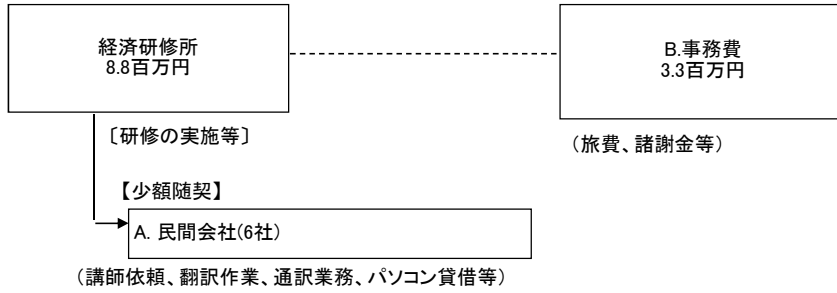 経済研修所
8.8百万円
B.事務費
3.3百万円
〔研修の実施等〕
(旅費、諸謝金等)
【少額随契】
A. 民間会社(6社)
(講師依頼、翻訳作業、通訳業務、パソコン貸借等)